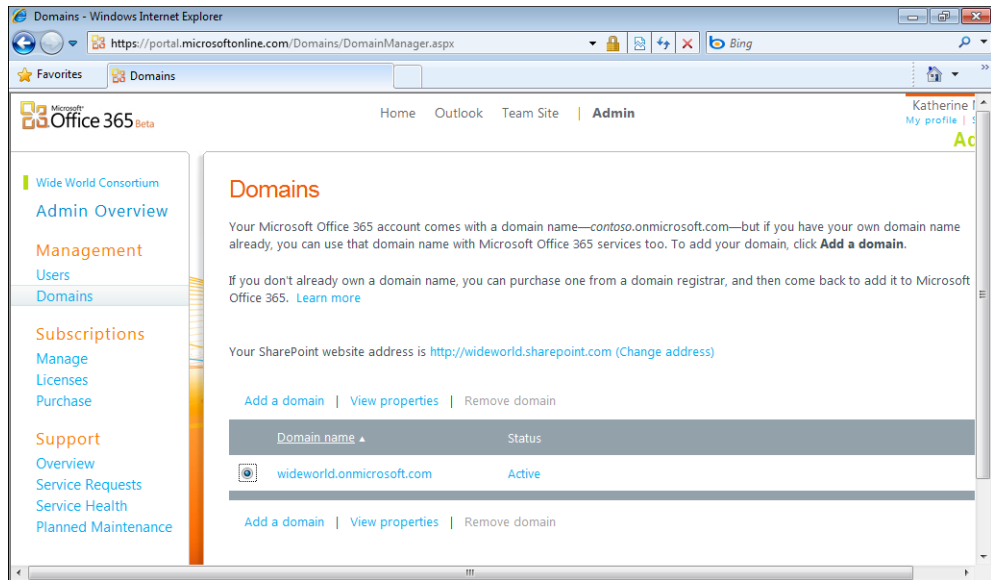 Domains - Windows Internet Explorer
https://portal.microsoftonline.com/Domains/DomainManager.aspx
Bing
Favorites
Domains
Microsoft
Office 365 Beta
Home Outlook Team Site | Admin
Katherine
My profile |
Wide World Consortium
Admin Overview
Management
Users
Domains
Subscriptions
Manage
Licenses
Purchase
Support
Overview
Service Requests
Service Health
Planned Maintenance
Domains
Your Microsoft Office 365 account comes with a domain name—contoso.onmicrosoft.com—but if you have your own domain name
already, you can use that domain name with Microsoft Office 365 services too. To add your domain, click Add a domain.
If you don't already own a domain name, you can purchase one from a domain registrar, and then come back to add it to Microsoft
Office 365. Learn more
Your SharePoint website address is http://wideworld.sharepoint.com (Change address)
Add a domain | View properties | Remove domain
Domain name Status
wideworld.onmicrosoft.com Active
Add a domain | View properties | Remove domain